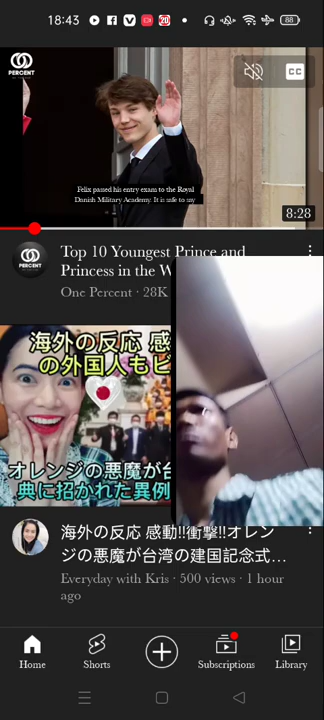 18:43
20
88
PERCENT
CC
Felix passed his entry exam to the Royal
Danish Military Academy. It is safe to say
8:28
PERCENT
Top 10 Youngest Prince and
Princess in the W
One Percent · 28K
海外の反応 感
の外国人もビ
オレンジの悪魔が台
典に招かれた異例
海外の反応 感動!!衝撃!!オレン
ジの悪魔が台湾の建国記念式...
Everyday with Kris · 500 views · 1 hour
ago
Home
Shorts
Subscriptions
Library